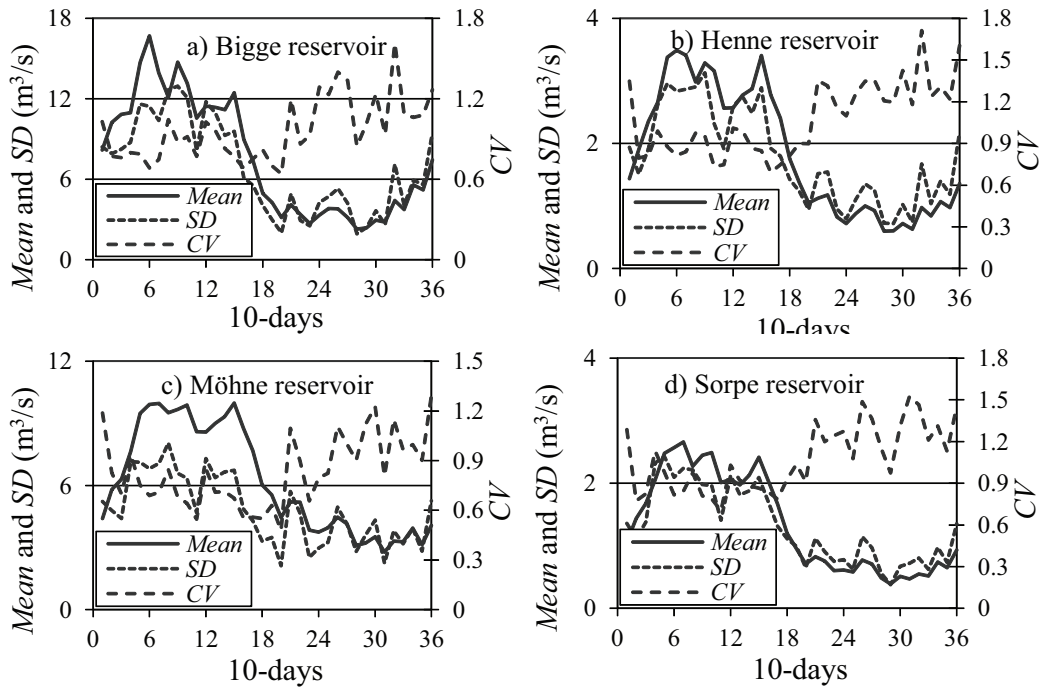 a) Bigge reservoir
Mean and SD (m³/s)
18
12
6
0
1.8
1.2
0.6
0
CV
Mean
SD
CV
0 6 12 18 24 30 36
10-days
b) Henne reservoir
4
2
0
1.8
1.5
1.2
0.9
0.6
0.3
0
CV
Mean
SD
CV
0 6 12 18 24 30 36
10-days
c) Möhne reservoir
Mean and SD (m³/s)
12
6
0
1.5
1.2
0.9
0.6
0.3
0
CV
Mean
SD
CV
0 6 12 18 24 30 36
10-days
d) Sorpe reservoir
Mean and SD (m³/s)
4
2
0
1.8
1.5
1.2
0.9
0.6
0.3
0
CV
Mean
SD
CV
0 6 12 18 24 30 36
10-days
Mean and SD (m³/s)